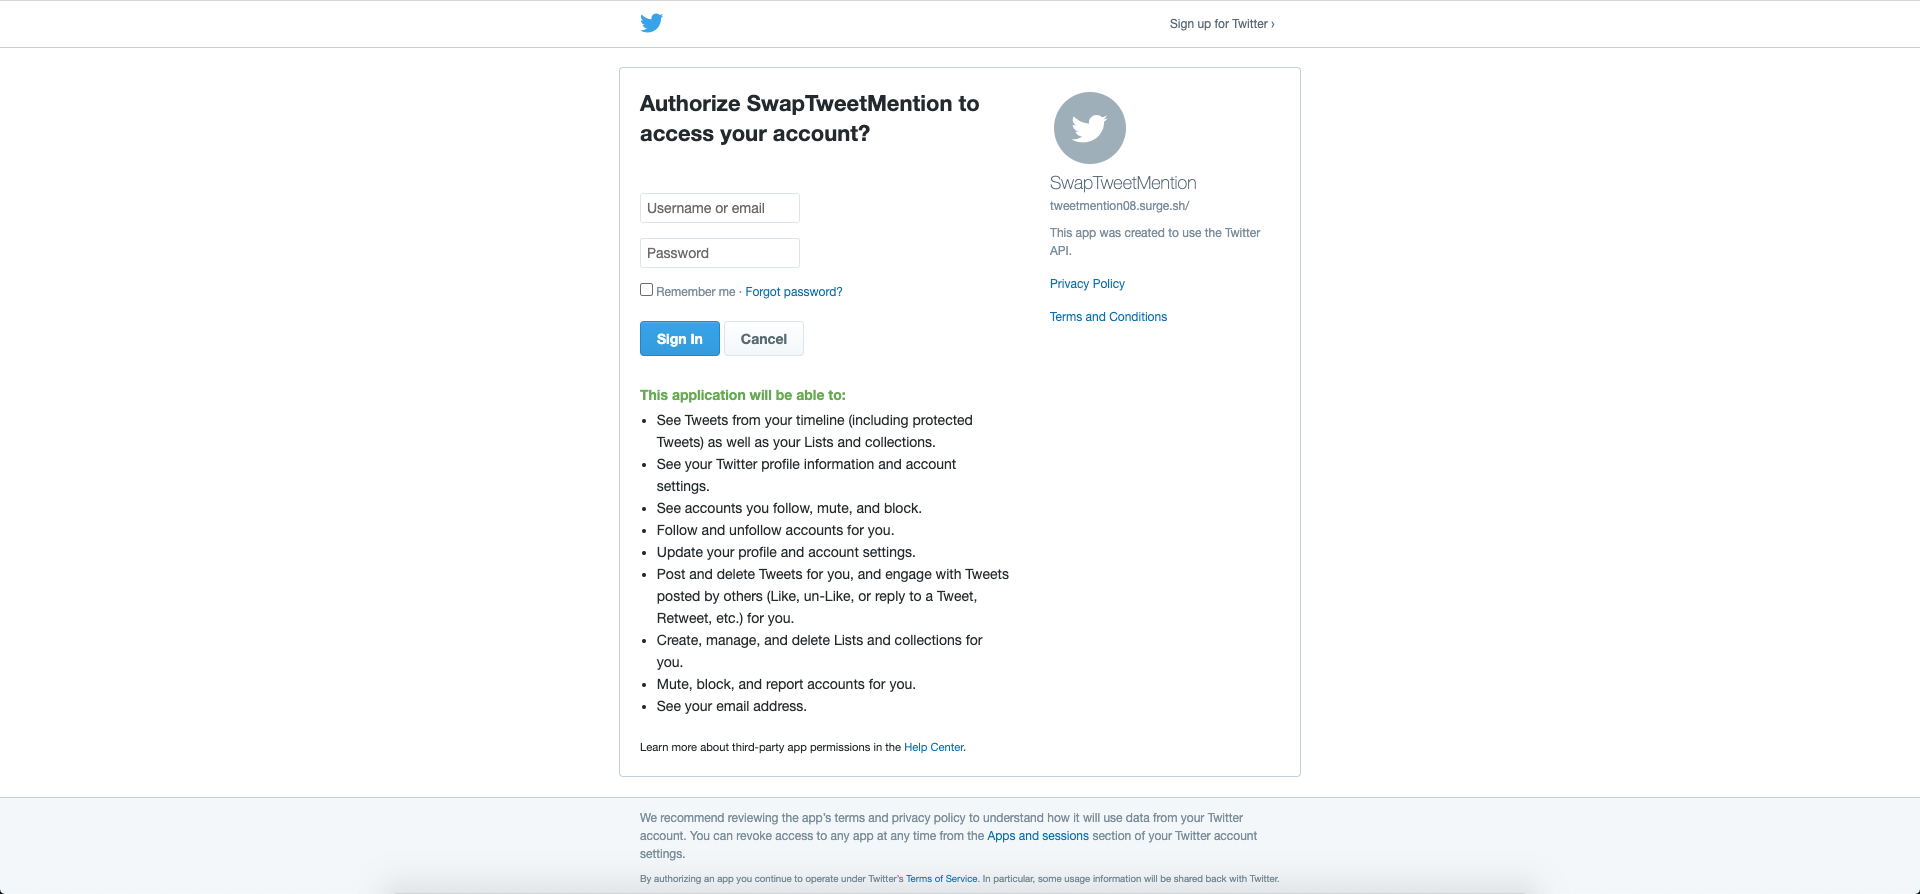 Sign up for Twitter ›
Authorize SwapTweetMention to
access your account?
Username or email
Password
Remember me · Forgot password?
Sign In
Cancel
This application will be able to:
• See Tweets from your timeline (including protected
Tweets) as well as your Lists and collections.
• See your Twitter profile information and account
settings.
• See accounts you follow, mute, and block.
• Follow and unfollow accounts for you.
• Update your profile and account settings.
• Post and delete Tweets for you, and engage with Tweets
posted by others (Like, un-Like, or reply to a Tweet,
Retweet, etc.) for you.
• Create, manage, and delete Lists and collections for
you.
• Mute, block, and report accounts for you.
• See your email address.
Learn more about third-party app permissions in the Help Center.
SwapTweetMention
tweetmention08.surge.sh/
This app was created to use the Twitter
API.
Privacy Policy
Terms and Conditions
We recommend reviewing the app's terms and privacy policy to understand how it will use data from your Twitter
account. You can revoke access to any app at any time from the Apps and sessions section of your Twitter account
settings.
By authorizing an app you continue to operate under Twitter's Terms of Service. In particular, some usage information will be shared back with Twitter.